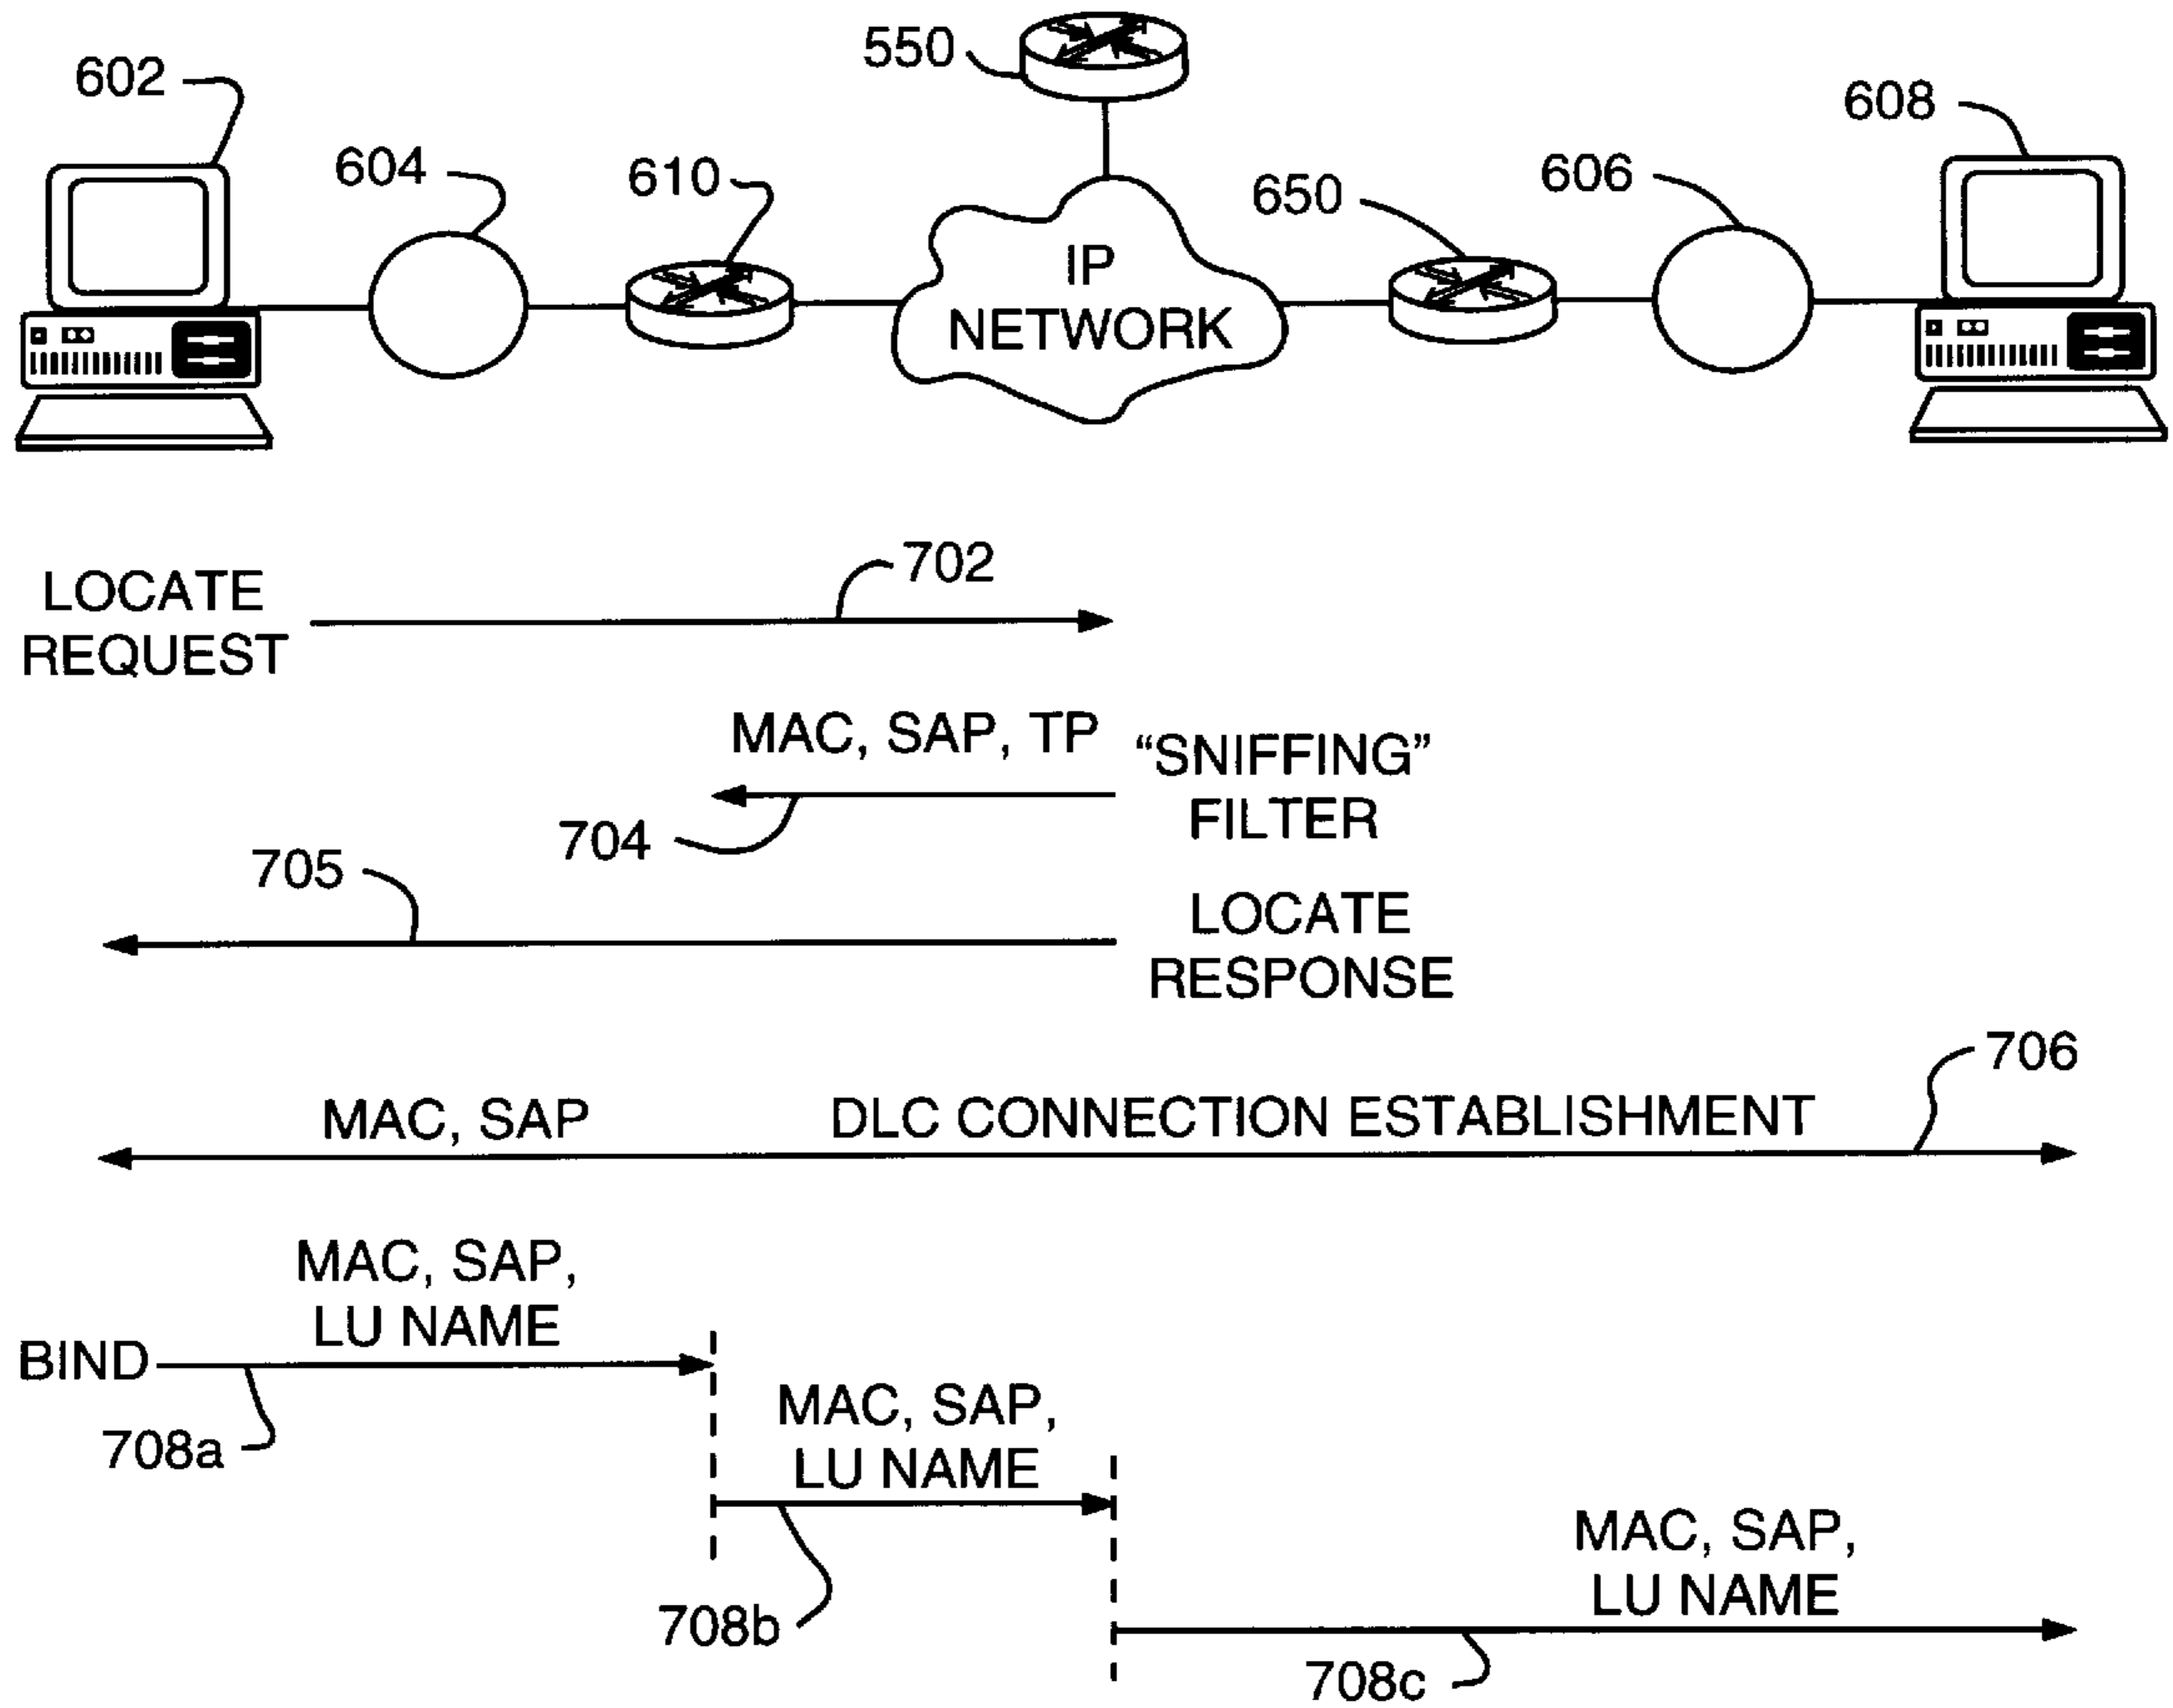 550
602
608
604
610
606
650
IP
NETWORK
702
LOCATE
REQUEST
MAC, SAP, TP
“SNIFFING”
FILTER
704
705
LOCATE
RESPONSE
706
MAC, SAP
DLC CONNECTION ESTABLISHMENT
MAC, SAP,
LU NAME
BIND
708a
MAC, SAP,
LU NAME
708b
MAC, SAP,
LU NAME
708c